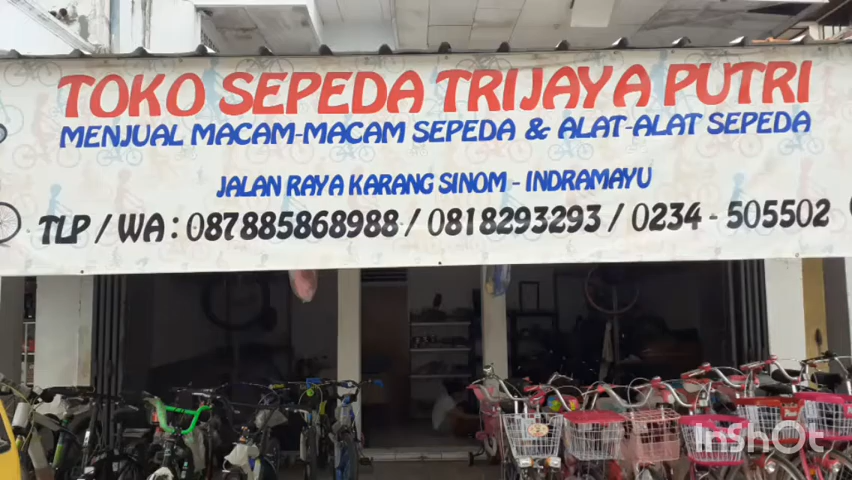 TOKO SEPEDA TRIJAYA PUTRI
MENJUAL MACAM-MACAM SEPEDA & ALAT-ALAT SEPEDA
JALAN RAYA KARANG SINOM - INDRAMAYU
TLP / WA : 087885868988 / 0818293293 / 0234 - 505502
InShOt